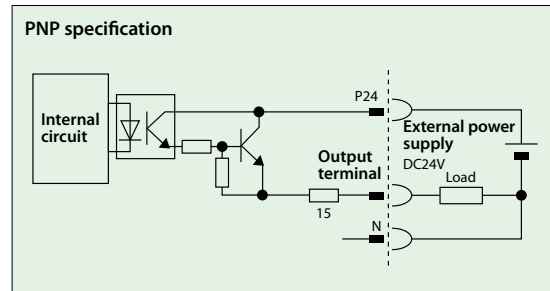 PNP specification
P24
Internal
circuit
External power
supply
DC24V
Output
terminal
Load
15
N